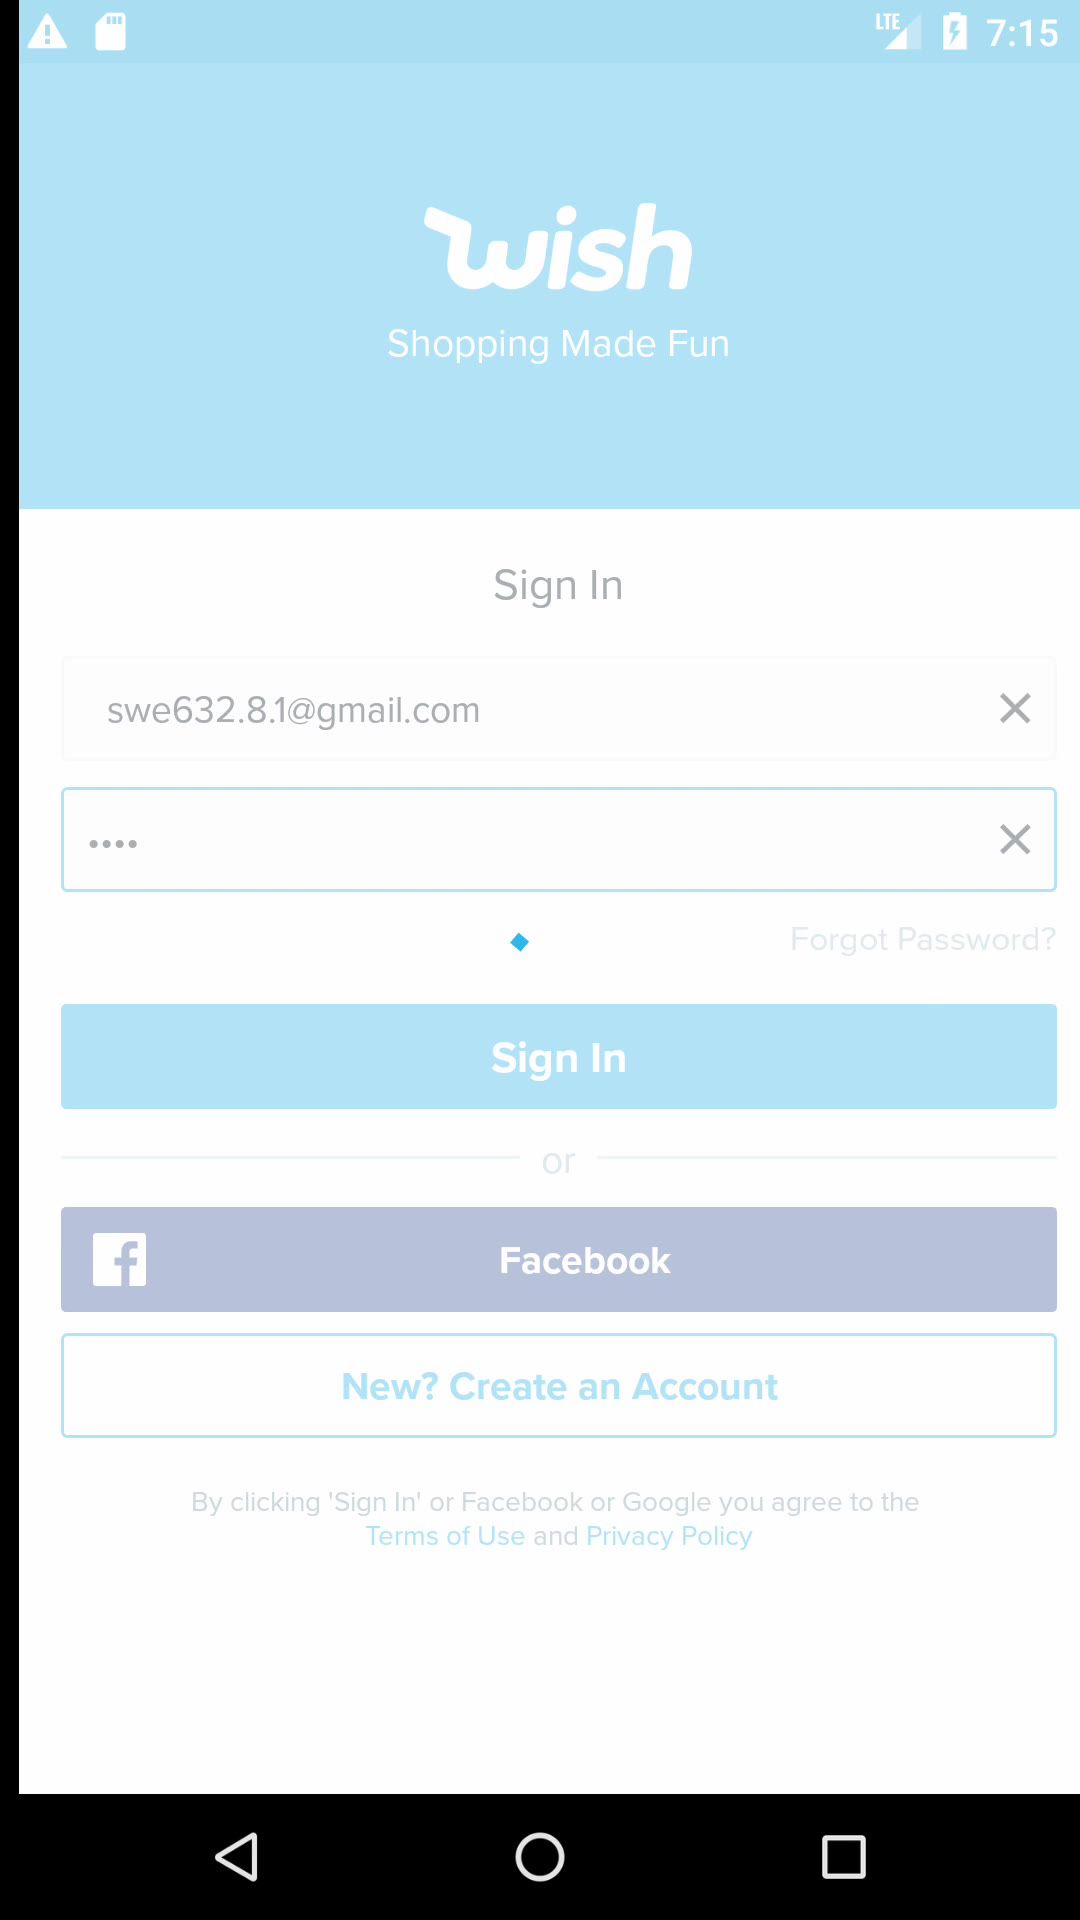 LTE 7:15
wish
Shopping Made Fun
Sign In
swe632.8.1@gmail.com
••••
Forgot Password?
Sign In
or
Facebook
New? Create an Account
By clicking 'Sign In' or Facebook or Google you agree to the
Terms of Use and Privacy Policy